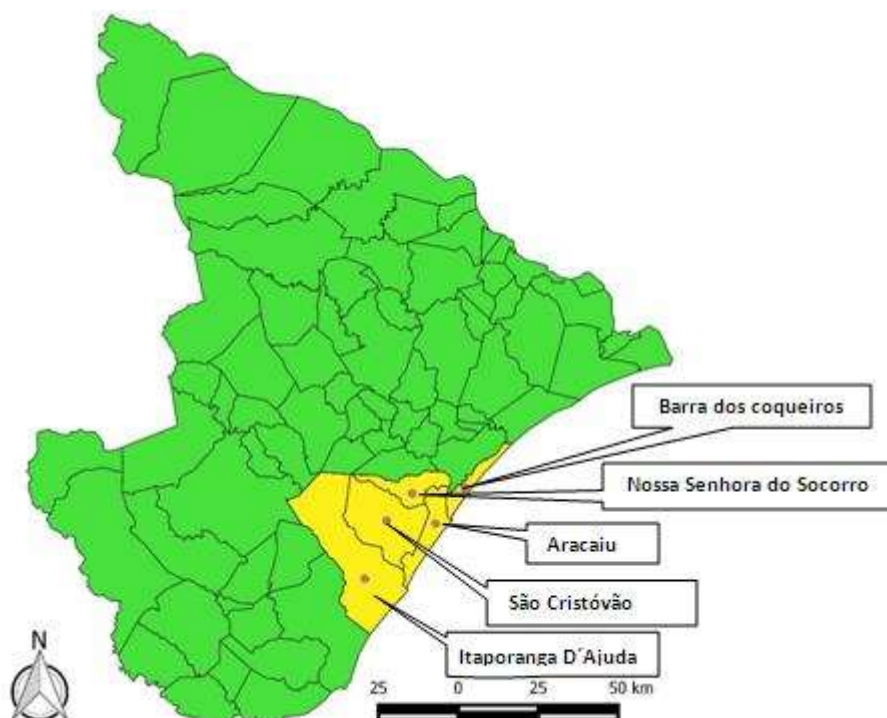 Barra dos coqueiros
Nossa Senhora do Socorro
Aracaiu
São Cristóvão
Itaporanga D´Ajuda
N
25 0 25 50 km